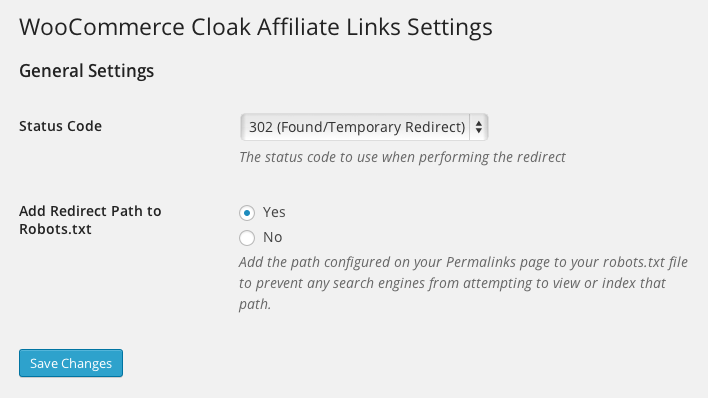 WooCommerce Cloak Affiliate Links Settings
General Settings
Status Code
302 (Found/Temporary Redirect)
The status code to use when performing the redirect
Add Redirect Path to
Robots.txt
Yes
No
Add the path configured on your Permalinks page to your robots.txt file
to prevent any search engines from attempting to view or index that
path.
Save Changes